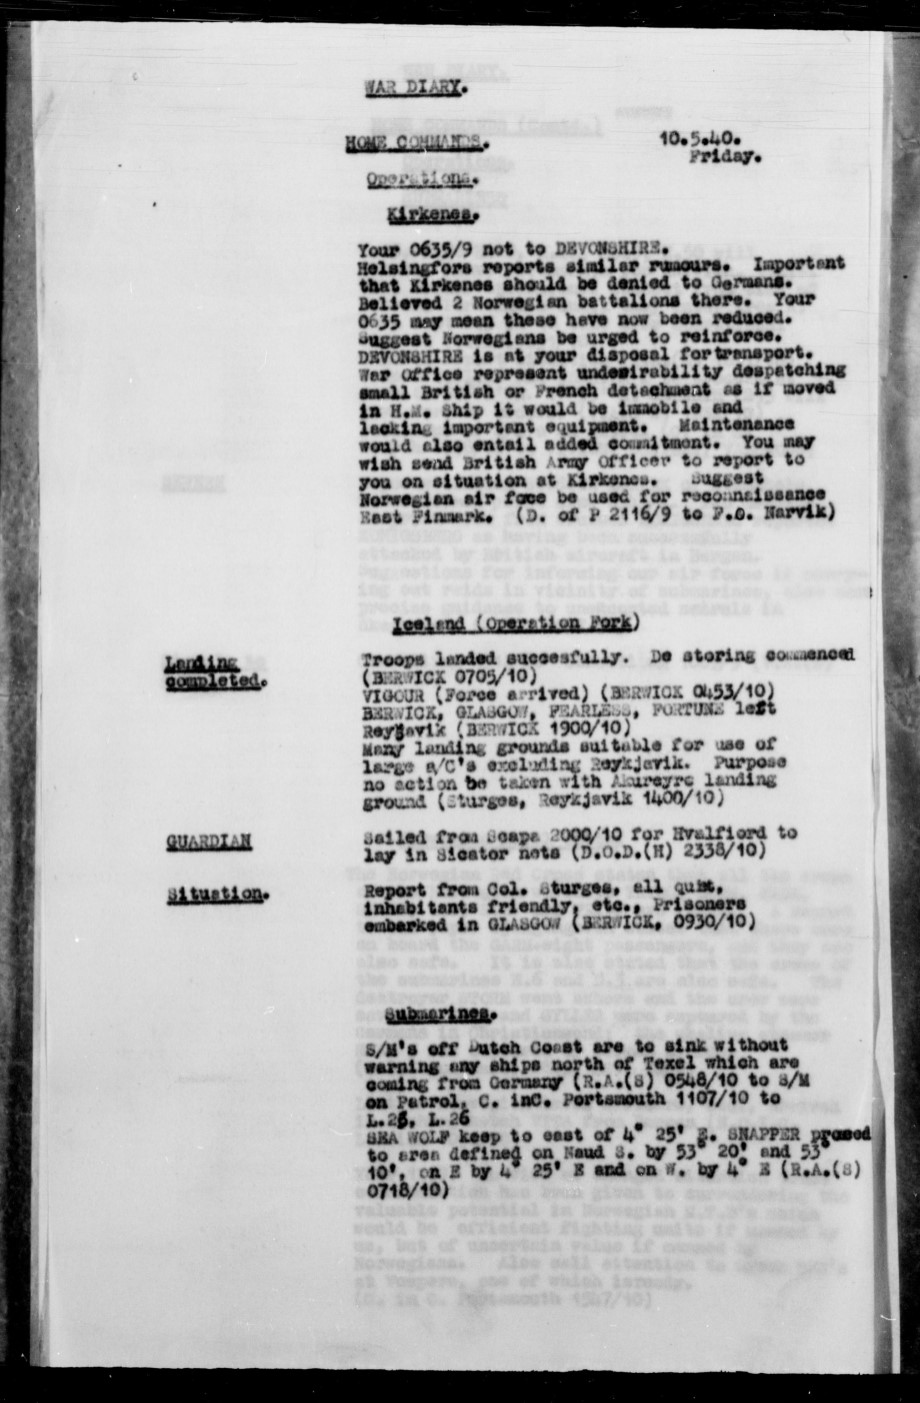 WAR DIARY.
HOME COMMANDS.
10.5.40.
Friday.
Operations.
Kirkenes.
Your 0635/9 not to DEVONSHIRE.
Helsingfors reports similar rumours. Important
that Kirkenes should be denied to Germans.
Believed 2 Norwegian battalions there. Your
0635 may mean these have now been reduced.
Suggest Norwegians be urged to reinforce.
DEVONSHIRE is at your disposal for transport.
War Office represent undesirability despatching
small British or French detachment as if moved
in H.M. Ship it would be immobile and
lacking important equipment. Maintenance
would also entail added commitment. You may
wish send British Army Officer to report to
you on situation at Kirkenes. Suggest
Norwegian air foce be used for reconnaissance
East Finmark. (D. of P 2116/9 to F.O. Narvik)
Iceland (Operation Fork)
Landing
completed.
Troops landed succesfully. De storing commenced
(BERWICK 0705/10)
VIGOUR (Force arrived) (BERWICK 0453/10)
BERWICK, GLASGOW, FEARLESS, FORTUNE left
Reykjavik (BERWICK 1900/10)
Many landing grounds suitable for use of
large a/C's excluding Reykjavik. Purpose
no action be taken with Akureyre landing
ground (Sturges, Reykjavik 1400/10)
GUARDIAN
Sailed from Scapa 2000/10 for Hvalfiord to
lay in Sicator nets (D.O.D.(H) 2338/10)
Situation.
Report from Col. Sturges, all quiet,
inhabitants friendly, etc., Prisoners
embarked in GLASGOW (BERWICK, 0930/10)
Submarines.
S/M's off Dutch Coast are to sink without
warning any ships north of Texel which are
coming from Germany (R.A.(S) 0548/10 to S/M
on Patrol, C. inC. Portsmouth 1107/10 to
L.26
SEA WOLF keep to east of 4° 25' E. SNAPPER proceed
to area defined on Naud S. by 53° 20' and 53°
10', on E by 4° 25' E and on W. by 4° E (R.A.(S)
0718/10)